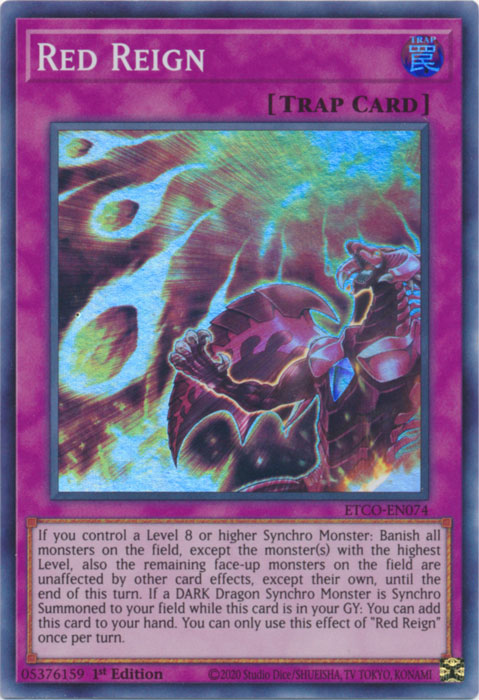 RED REIGN
TRAP
罠
[TRAP CARD]
ETCO-EN074
If you control a Level 8 or higher Synchro Monster: Banish all
monsters on the field, except the monster(s) with the highest
Level, also the remaining face-up monsters on the field are
unaffected by other card effects, except their own, until the
end of this turn. If a DARK Dragon Synchro Monster is Synchro
Summoned to your field while this card is in your GY: You can add
this card to your hand. You can only use this effect of "Red Reign"
once per turn.
05376159 1st Edition ©2020 Studio Dice/SHUEISHA, TV TOKYO, KONAMI